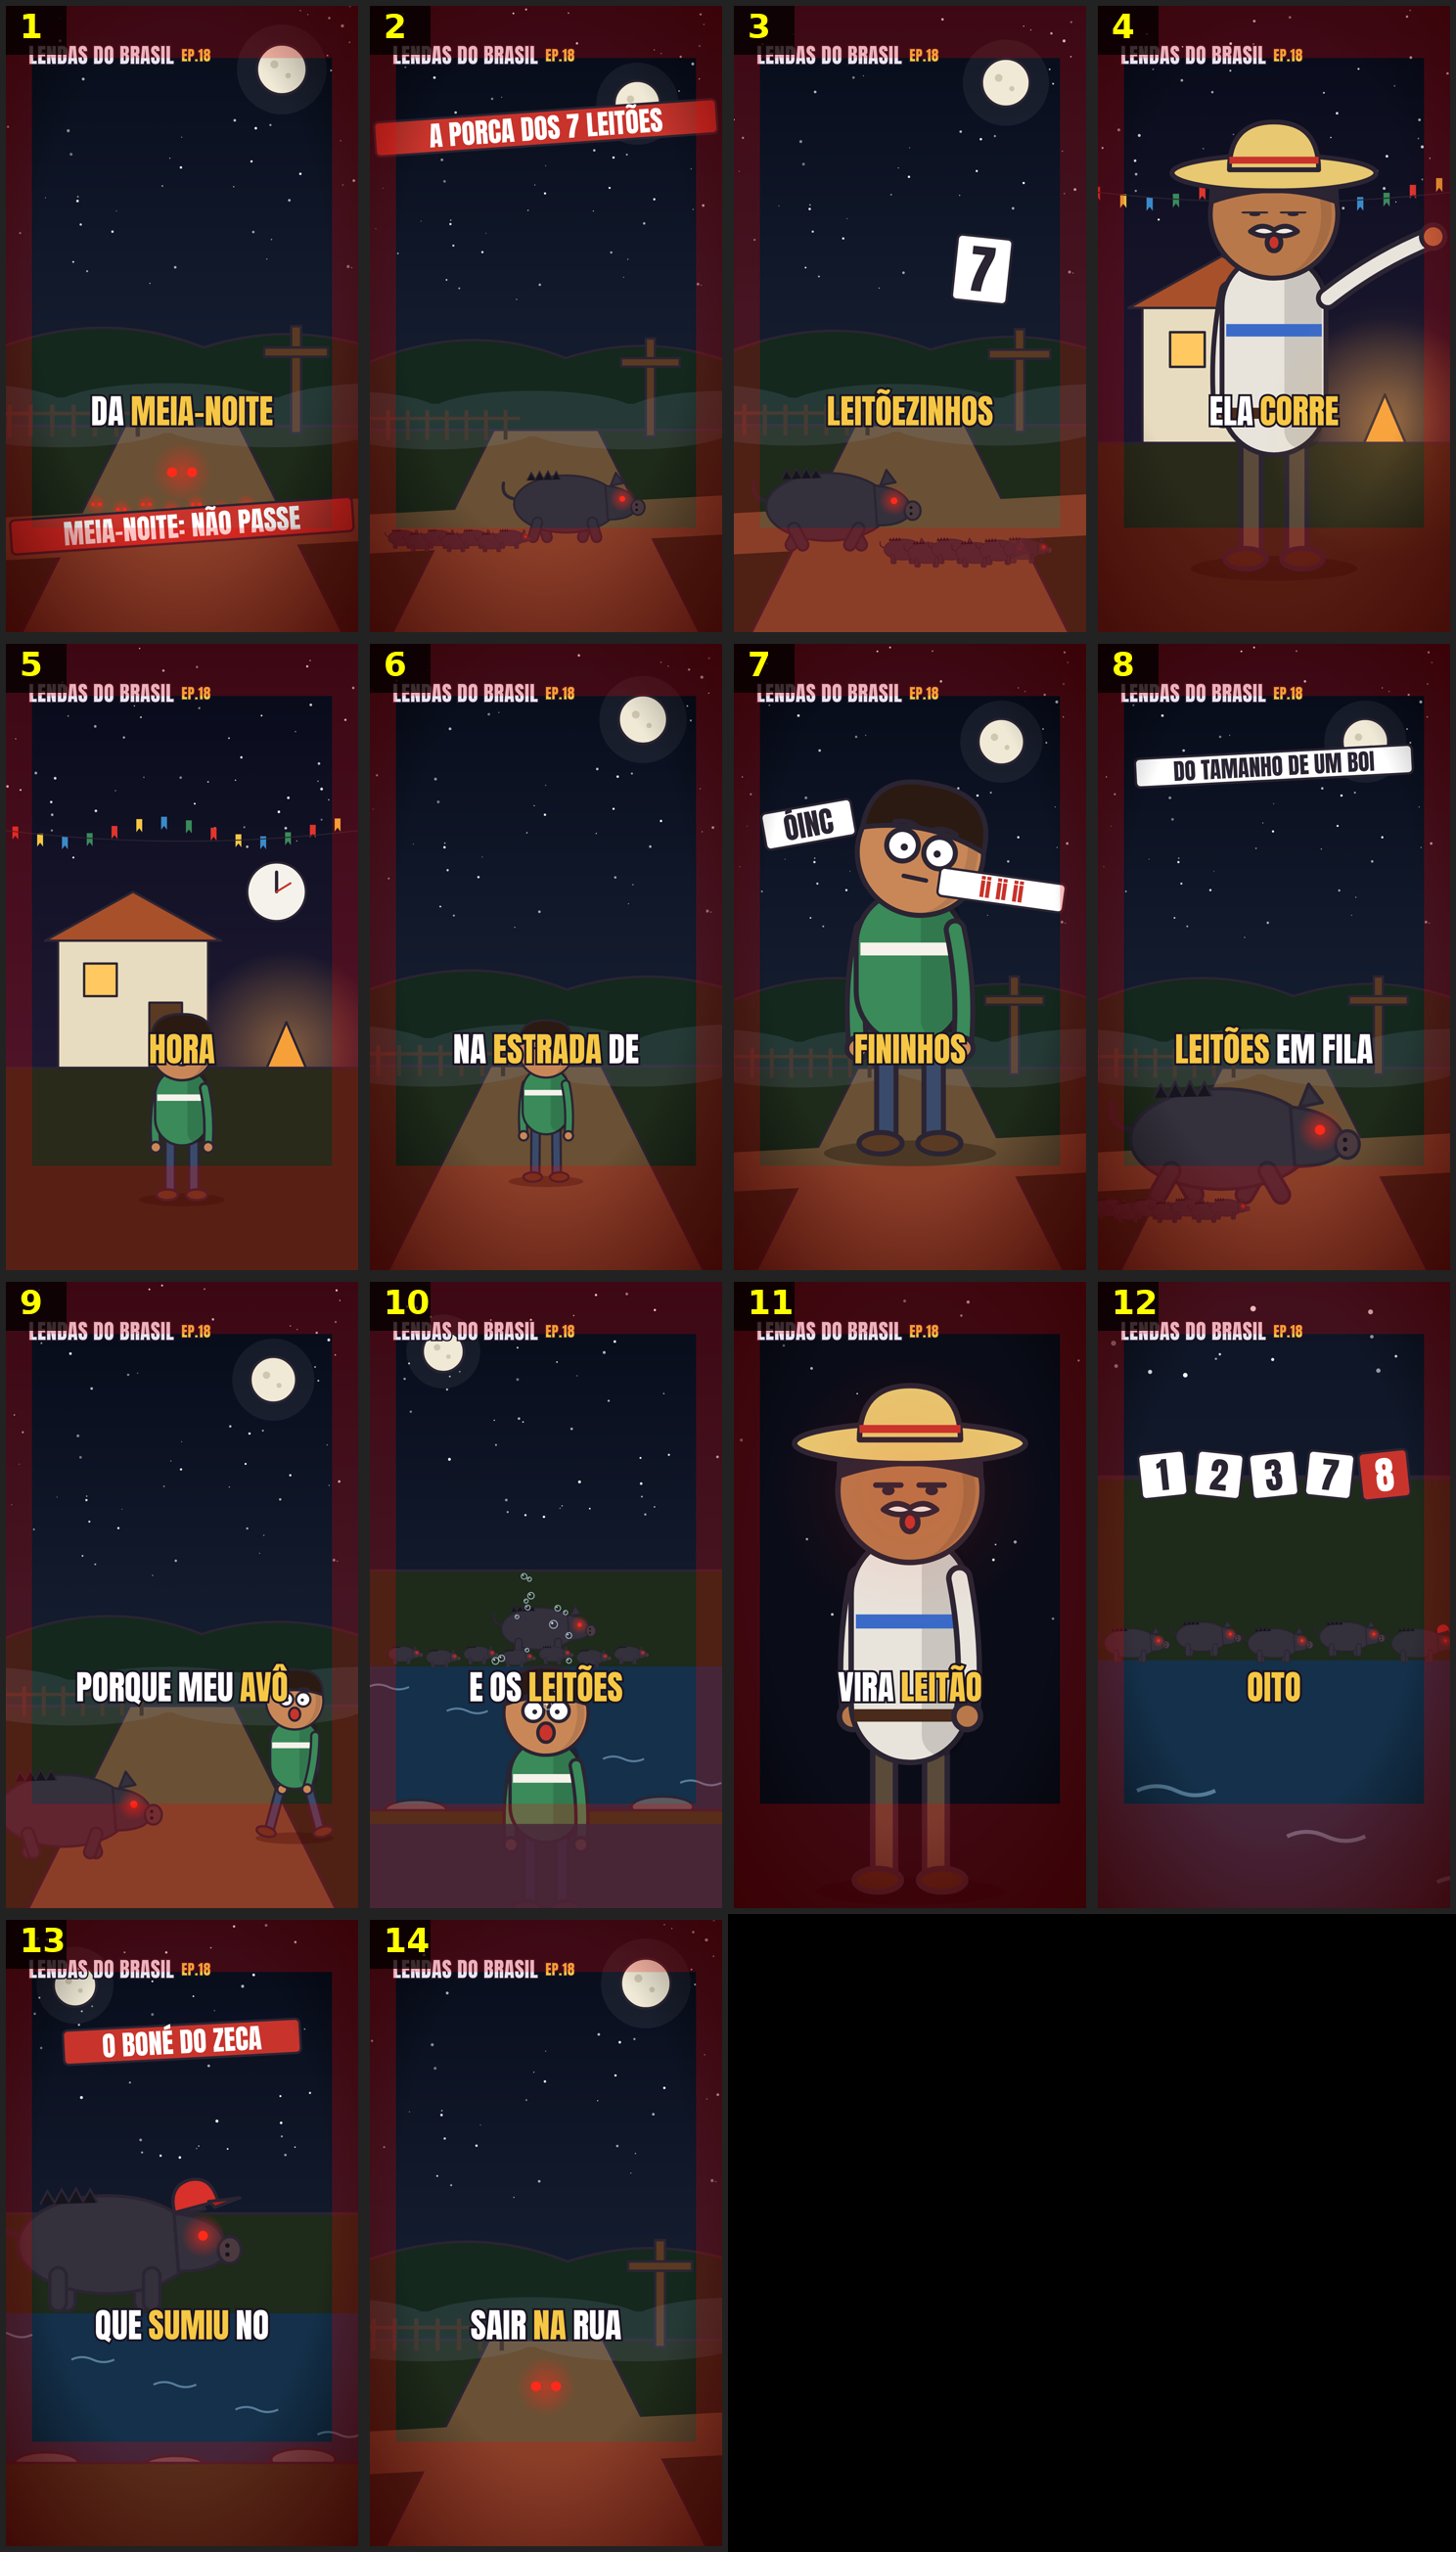 1
LENDAS DO BRASIL EP.18
DA MEIA-NOITE
MEIA-NOITE: NÃO PASSE
2
LENDAS DO BRASIL EP.18
A PORCA DOS 7 LEITÕES
3
LENDAS DO BRASIL EP.18
7
LEITÕEZINHOS
4
LENDAS DO BRASIL EP.18
ELA CORRE
5
LENDAS DO BRASIL EP.18
HORA
6
LENDAS DO BRASIL EP.18
NA ESTRADA DE
7
LENDAS DO BRASIL EP.18
ÓINC
ii ii ii
FININHOS
8
LENDAS DO BRASIL EP.18
DO TAMANHO DE UM BOI
LEITÕES EM FILA
9
LENDAS DO BRASIL EP.18
PORQUE MEU AVÔ
10
LENDAS DO BRASIL EP.18
E OS LEITÕES
11
LENDAS DO BRASIL EP.18
VIRA LEITÃO
12
LENDAS DO BRASIL EP.18
1 2 3 7 8
OITO
13
LENDAS DO BRASIL EP.18
O BONÉ DO ZECA
QUE SUMIU NO
14
LENDAS DO BRASIL EP.18
SAIR NA RUA